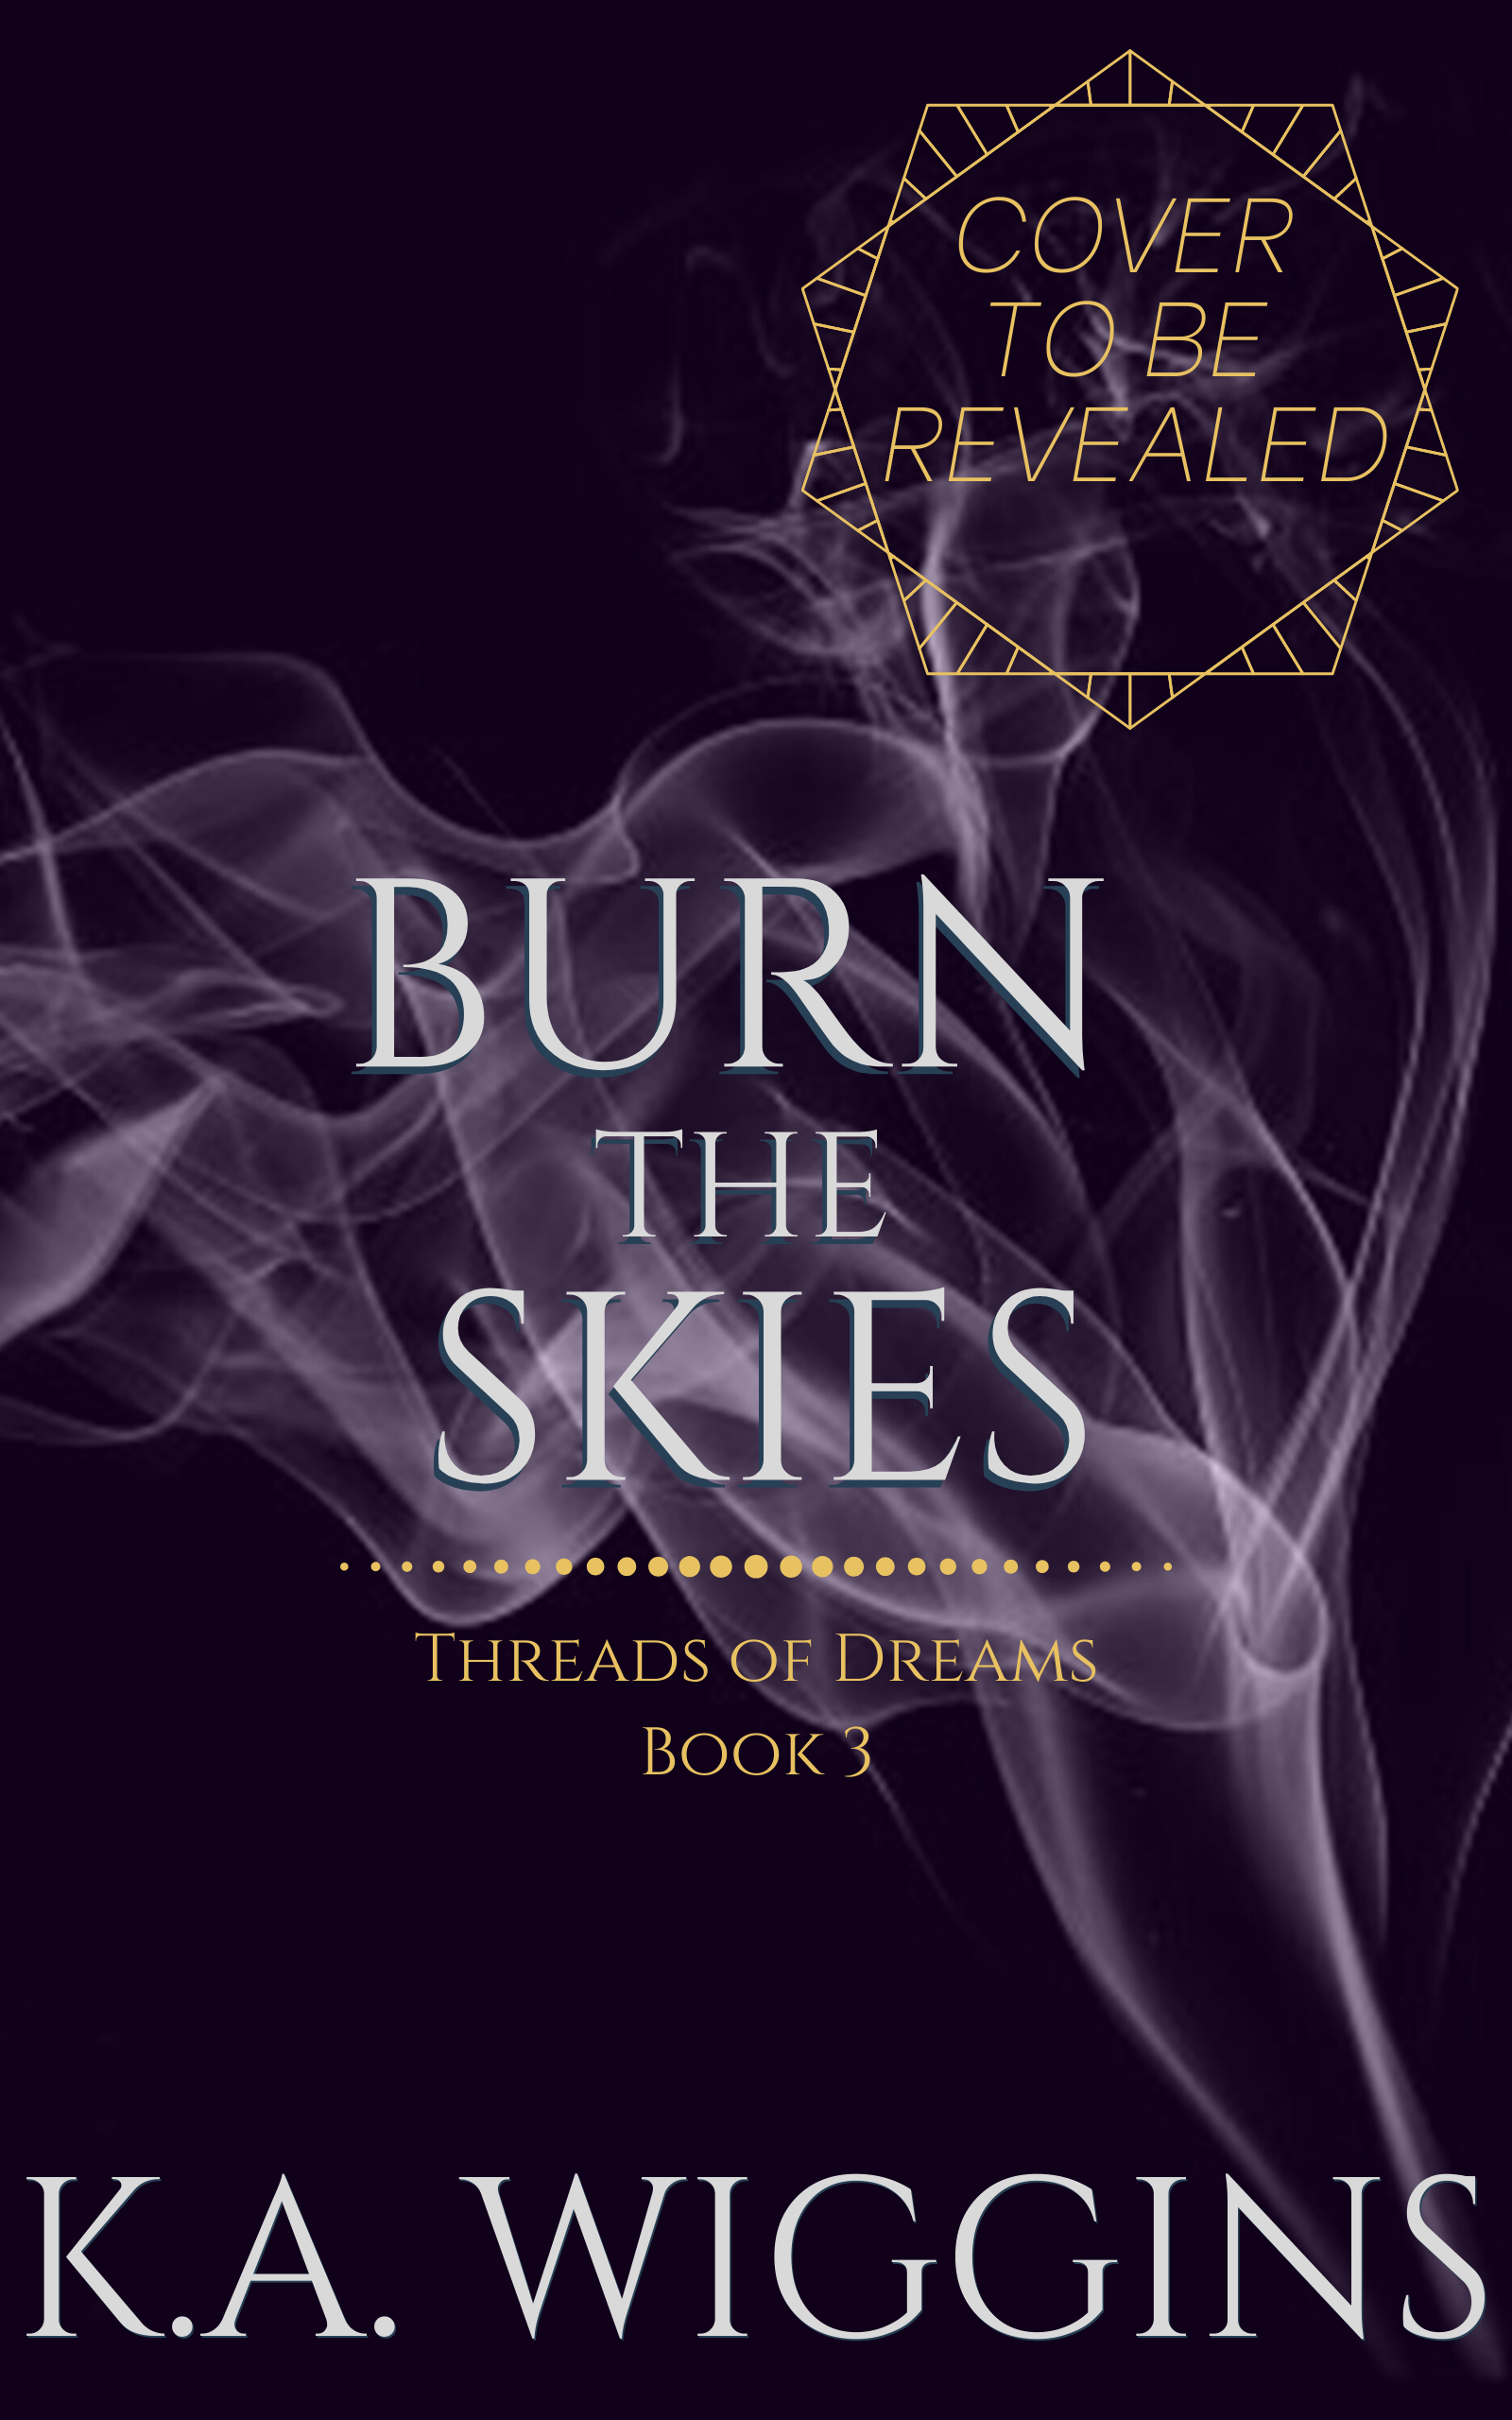 COVER
TO BE
REVEALED
BURN
THE
SKIES
THREADS OF DREAMS
BOOK 3
K.A. WIGGINS